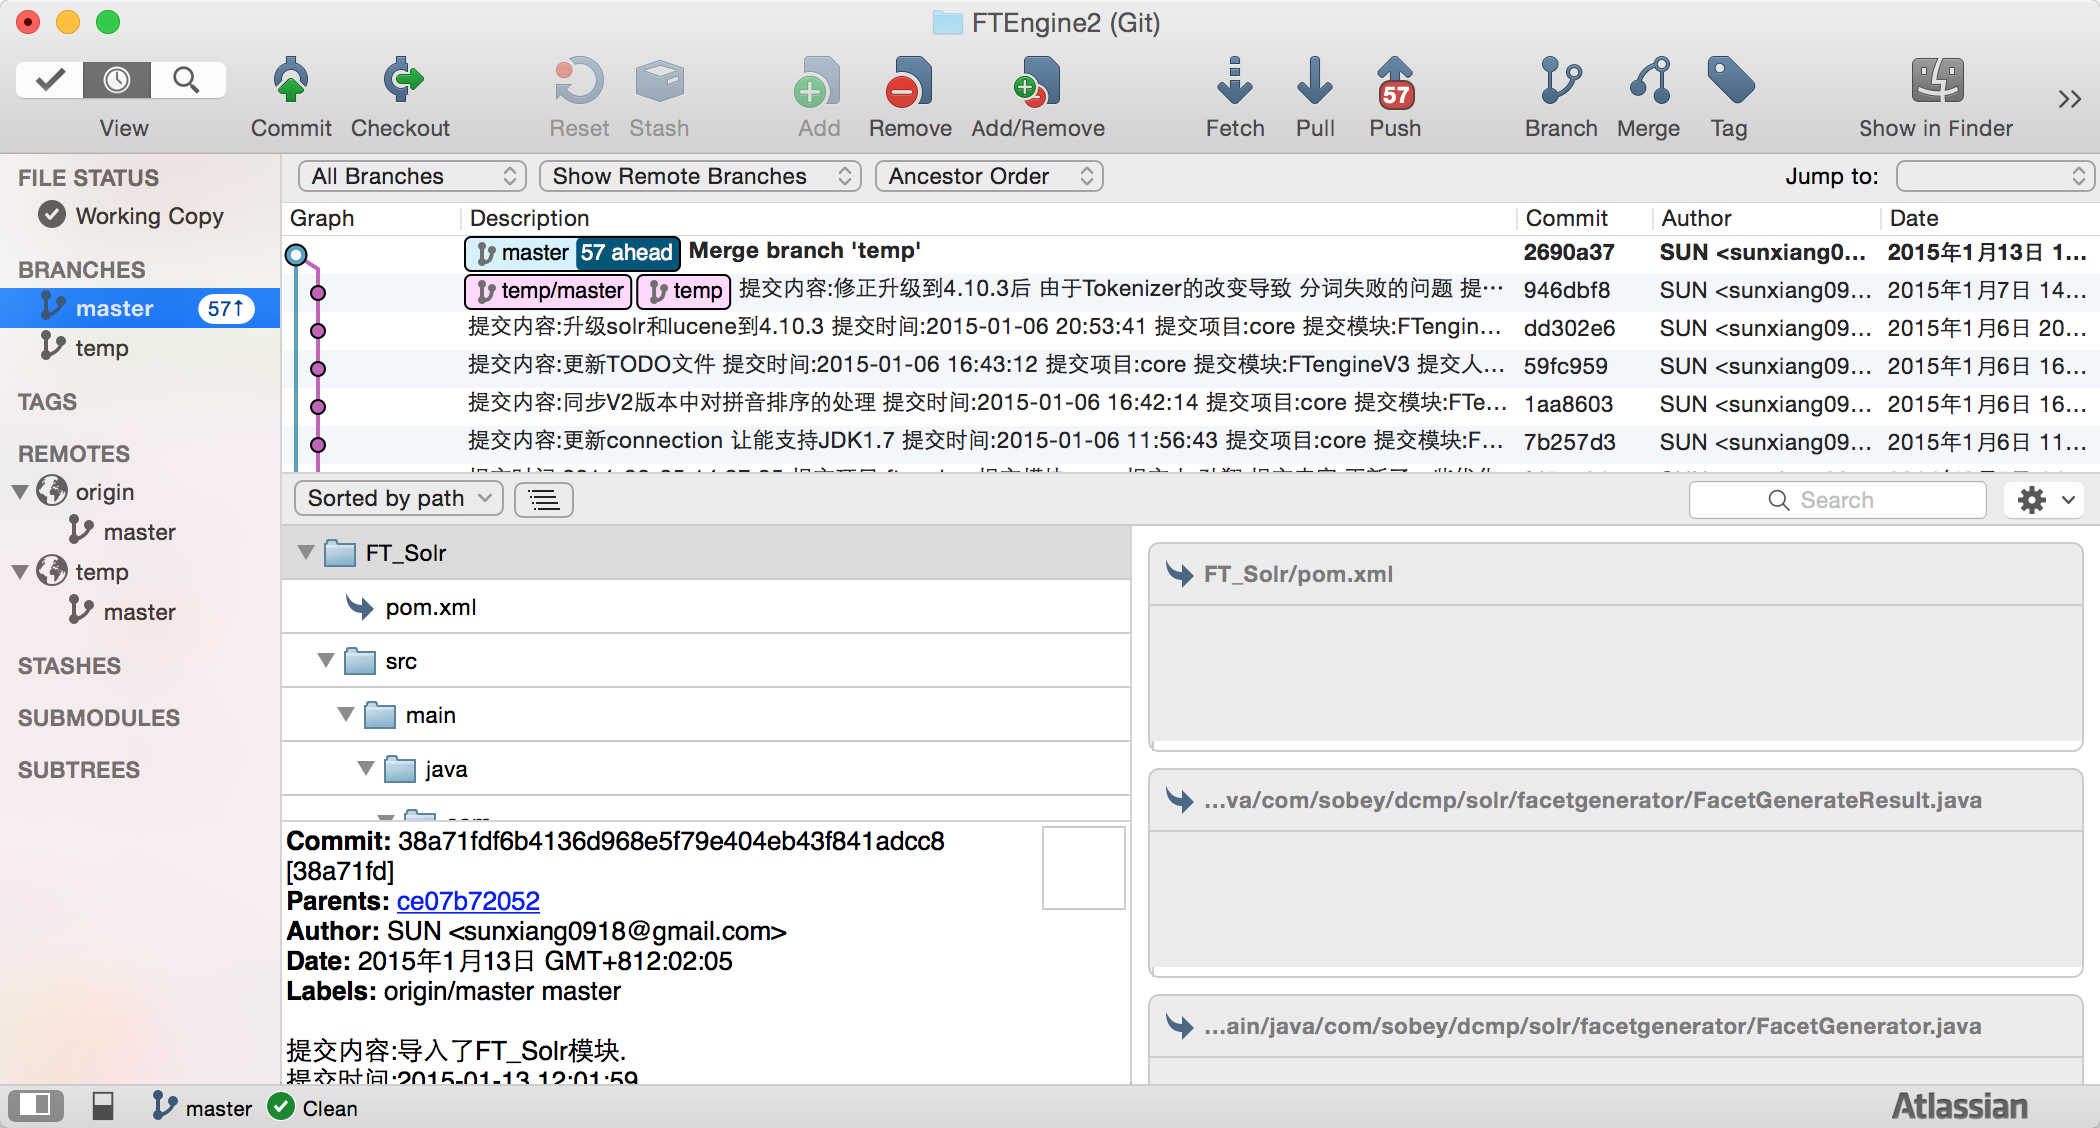 FTEngine2 (Git)
View
Commit
Checkout
Reset
Stash
Add
Remove
Add/Remove
Fetch
Pull
57
Push
Branch
Merge
Tag
Show in Finder
FILE STATUS
Working Copy
BRANCHES
master 57↑
temp
TAGS
REMOTES
origin
master
temp
master
STASHES
SUBMODULES
SUBTREES
All Branches
Show Remote Branches
Ancestor Order
Jump to:
Graph Description Commit Author Date
master 57 ahead Merge branch 'temp' 2690a37 SUN <sunxiang0... 2015年1月13日 1...
temp/master temp 提交内容:修正升级到4.10.3后 由于Tokenizer的改变导致 分词失败的问题 提... 946dbf8 SUN <sunxiang09... 2015年1月7日 14...
提交内容:升级solr和lucene到4.10.3 提交时间:2015-01-06 20:53:41 提交项目:core 提交模块:FTengin... dd302e6 SUN <sunxiang09... 2015年1月6日 20...
提交内容:更新TODO文件 提交时间:2015-01-06 16:43:12 提交项目:core 提交模块:FTengineV3 提交人... 59fc959 SUN <sunxiang09... 2015年1月6日 16...
提交内容:同步V2版本中对拼音排序的处理 提交时间:2015-01-06 16:42:14 提交项目:core 提交模块:FTe... 1aa8603 SUN <sunxiang09... 2015年1月6日 16...
提交内容:更新connection 让能支持JDK1.7 提交时间:2015-01-06 11:56:43 提交项目:core 提交模块:F... 7b257d3 SUN <sunxiang09... 2015年1月6日 11...
Sorted by path
Search
FT_Solr
pom.xml
src
main
java
Commit: 38a71fdf6b4136d968e5f79e404eb43f841adcc8
[38a71fd]
Parents: ce07b72052
Author: SUN <sunxiang0918@gmail.com>
Date: 2015年1月13日 GMT+812:02:05
Labels: origin/master master
提交内容:导入了FT_Solr模块.
提交时间:2015-01-13 12:01:59
FT_Solr/pom.xml
...va/com/sobey/dcmp/solr/facetgenerator/FacetGenerateResult.java
...ain/java/com/sobey/dcmp/solr/facetgenerator/FacetGenerator.java
master Clean
Atlassian